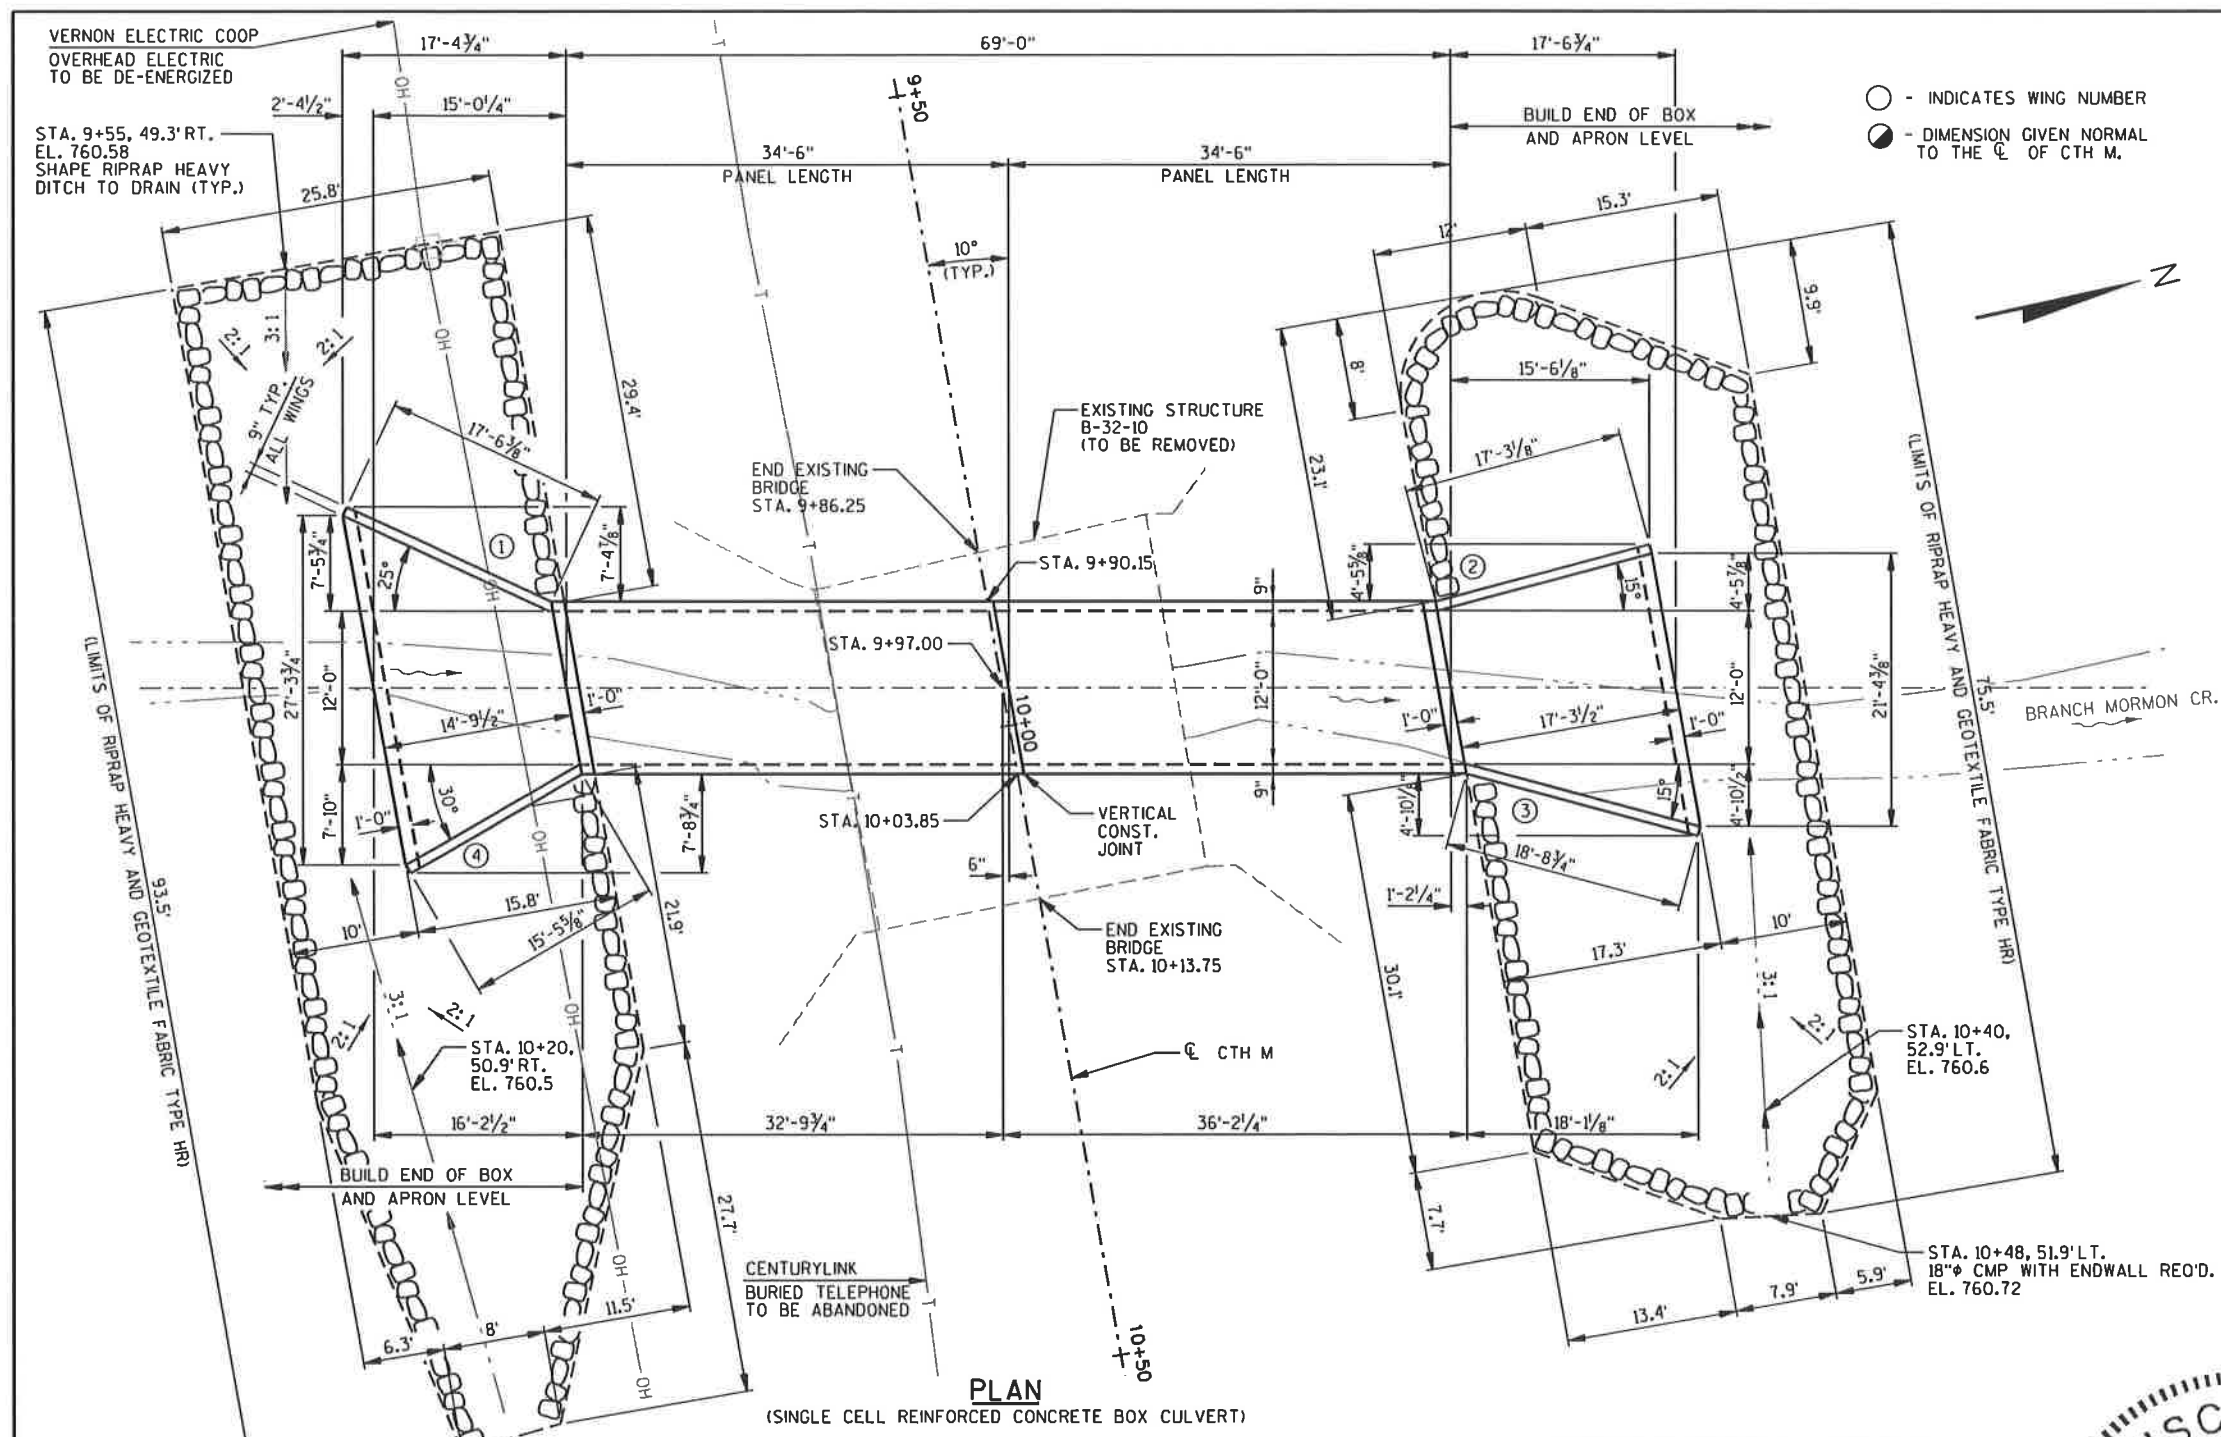 VERNON ELECTRIC COOP
OVERHEAD ELECTRIC
TO BE DE-ENERGIZED
STA. 9+55, 49.3' RT.
EL. 760.58
SHAPE RIPRAP HEAVY
DITCH TO DRAIN (TYP.)
17'-4¾"
69'-0"
17'-6¾"
2'-4½"
15'-0¼"
34'-6"
PANEL LENGTH
34'-6"
PANEL LENGTH
BUILD END OF BOX
AND APRON LEVEL
○ - INDICATES WING NUMBER
- DIMENSION GIVEN NORMAL
TO THE ℄ OF CTH M.
9+50
10°
(TYP.)
25.8'
12'
15.3'
9.9'
N
OH
OH
T
T
2:1
3:1
2:1
9" TYP.
ALL WINGS
17'-6⅜"
29.4'
8'
23.1'
15'-6⅛"
17'-3⅛"
EXISTING STRUCTURE
B-32-10
(TO BE REMOVED)
END EXISTING
BRIDGE
STA. 9+86.25
STA. 9+90.15
STA. 9+97.00
1
25°
7'-5¾"
7'-4⅞"
OH
T
6"
4'-5⅝"
2
15°
4'-5⅞"
(LIMITS OF RIPRAP HEAVY AND GEOTEXTILE FABRIC TYPE HR)
93.5'
(LIMITS OF RIPRAP HEAVY AND GEOTEXTILE FABRIC TYPE HR)
75.5'
27'-3¾"
12'-0"
14'-9½"
1'-0"
12'-0"
10+00
1'-0"
17'-3½"
1'-0"
12'-0"
21'-4⅜"
BRANCH MORMON CR.
7'-10"
1'-0"
30°
4
7'-8¾"
STA. 10+03.85
VERTICAL
CONST.
JOINT
6"
6"
4'-10⅛"
3
15°
4'-10½"
18'-8¾"
1'-2¼"
OH
T
15.8'
10'
15'-5⅝"
21.9'
END EXISTING
BRIDGE
STA. 10+13.75
30.1'
17.3'
10'
3:1
3:1
2:1
2:1
STA. 10+20,
50.9' RT.
EL. 760.5
OH
T
℄ CTH M
2:1
2:1
STA. 10+40,
52.9' LT.
EL. 760.6
16'-2½"
32'-9¾"
36'-2¼"
18'-1⅛"
BUILD END OF BOX
AND APRON LEVEL
27.7'
7.7'
CENTURYLINK
BURIED TELEPHONE
TO BE ABANDONED
OH
T
STA. 10+48, 51.9' LT.
18"⌀ CMP WITH ENDWALL REQ'D.
EL. 760.72
6.3'
8'
11.5'
13.4'
7.9'
5.9'
OH
10+50
PLAN
(SINGLE CELL REINFORCED CONCRETE BOX CULVERT)